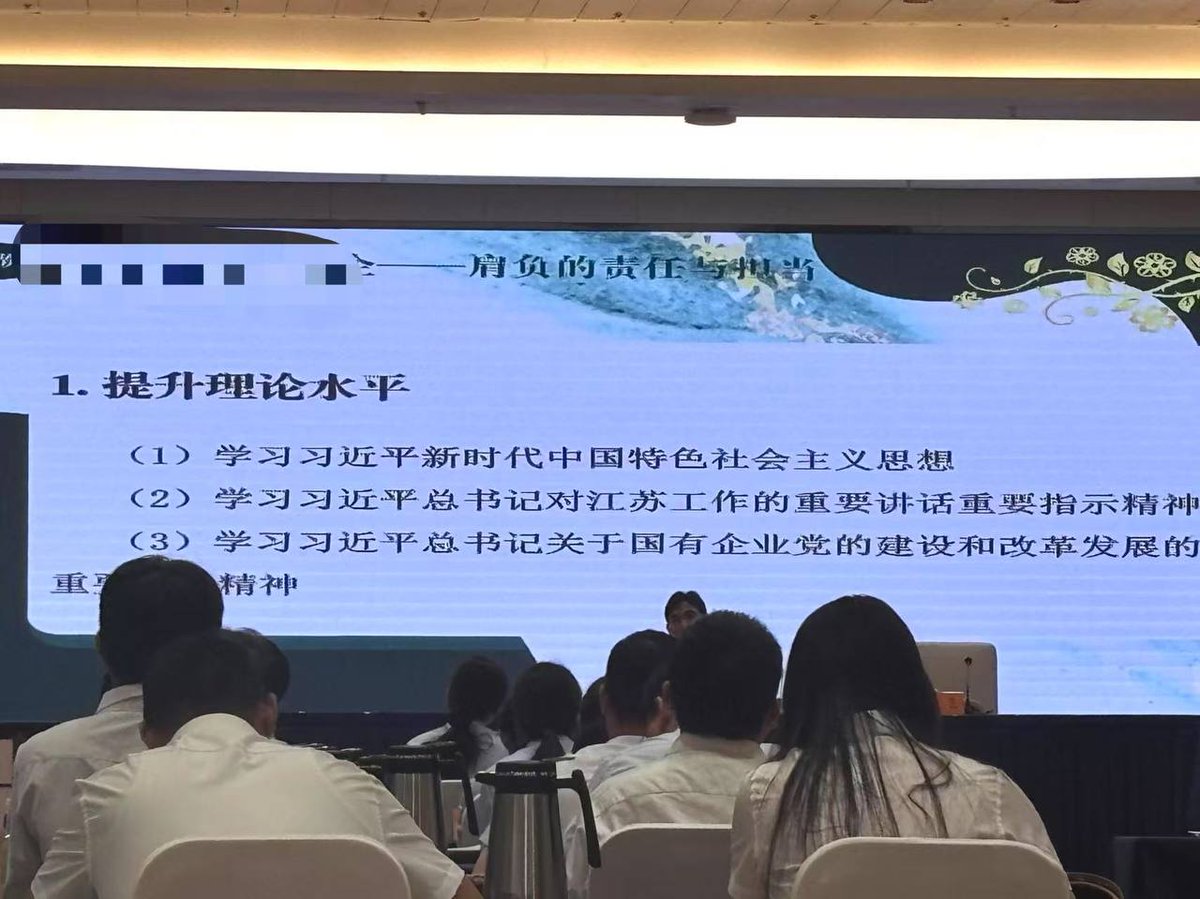 ——肩负的责任与担当
1. 提升理论水平
（1）学习习近平新时代中国特色社会主义思想
（2）学习习近平总书记对江苏工作的重要讲话重要指示精神
（3）学习习近平总书记关于国有企业党的建设和改革发展的
重 精神